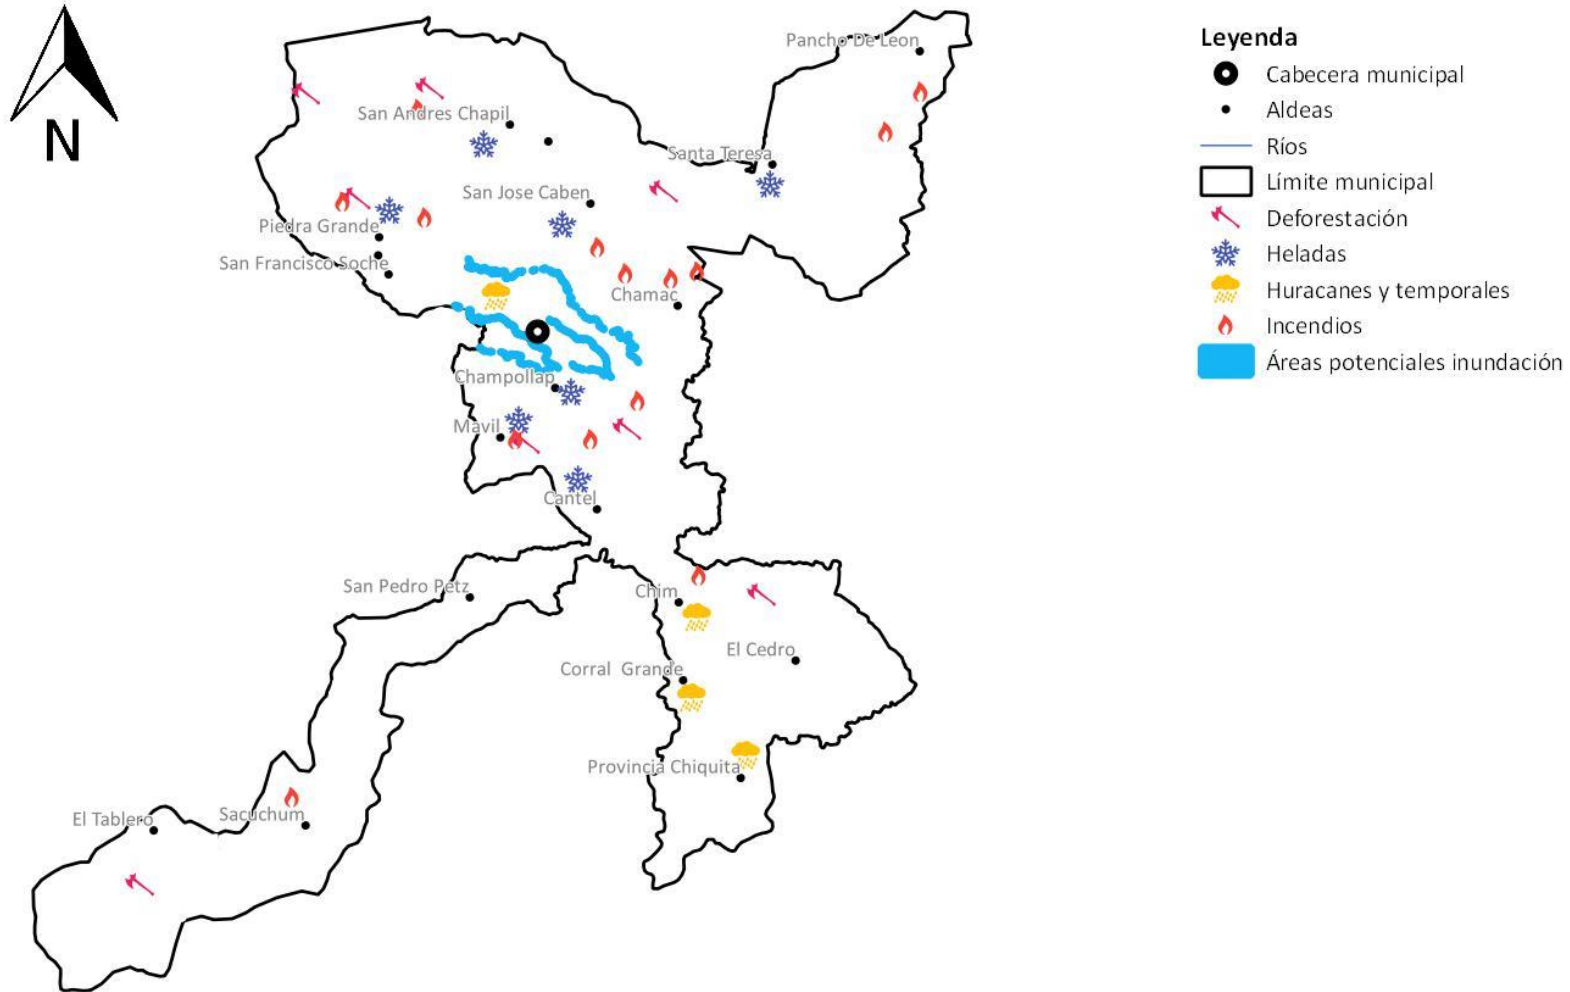 N
Pancho De Leon
San Andres Chapil
Santa Teresa
San Jose Caben
Piedra Grande
San Francisco Soche
Chamac
Champollap
Mavil
Cantel
San Pedro Petz
Chim
El Cedro
Corral Grande
Provincia Chiquita
El Tablero
Sacuchum
Leyenda
Cabecera municipal
Aldeas
Ríos
Límite municipal
Deforestación
Heladas
Huracanes y temporales
Incendios
Áreas potenciales inundación